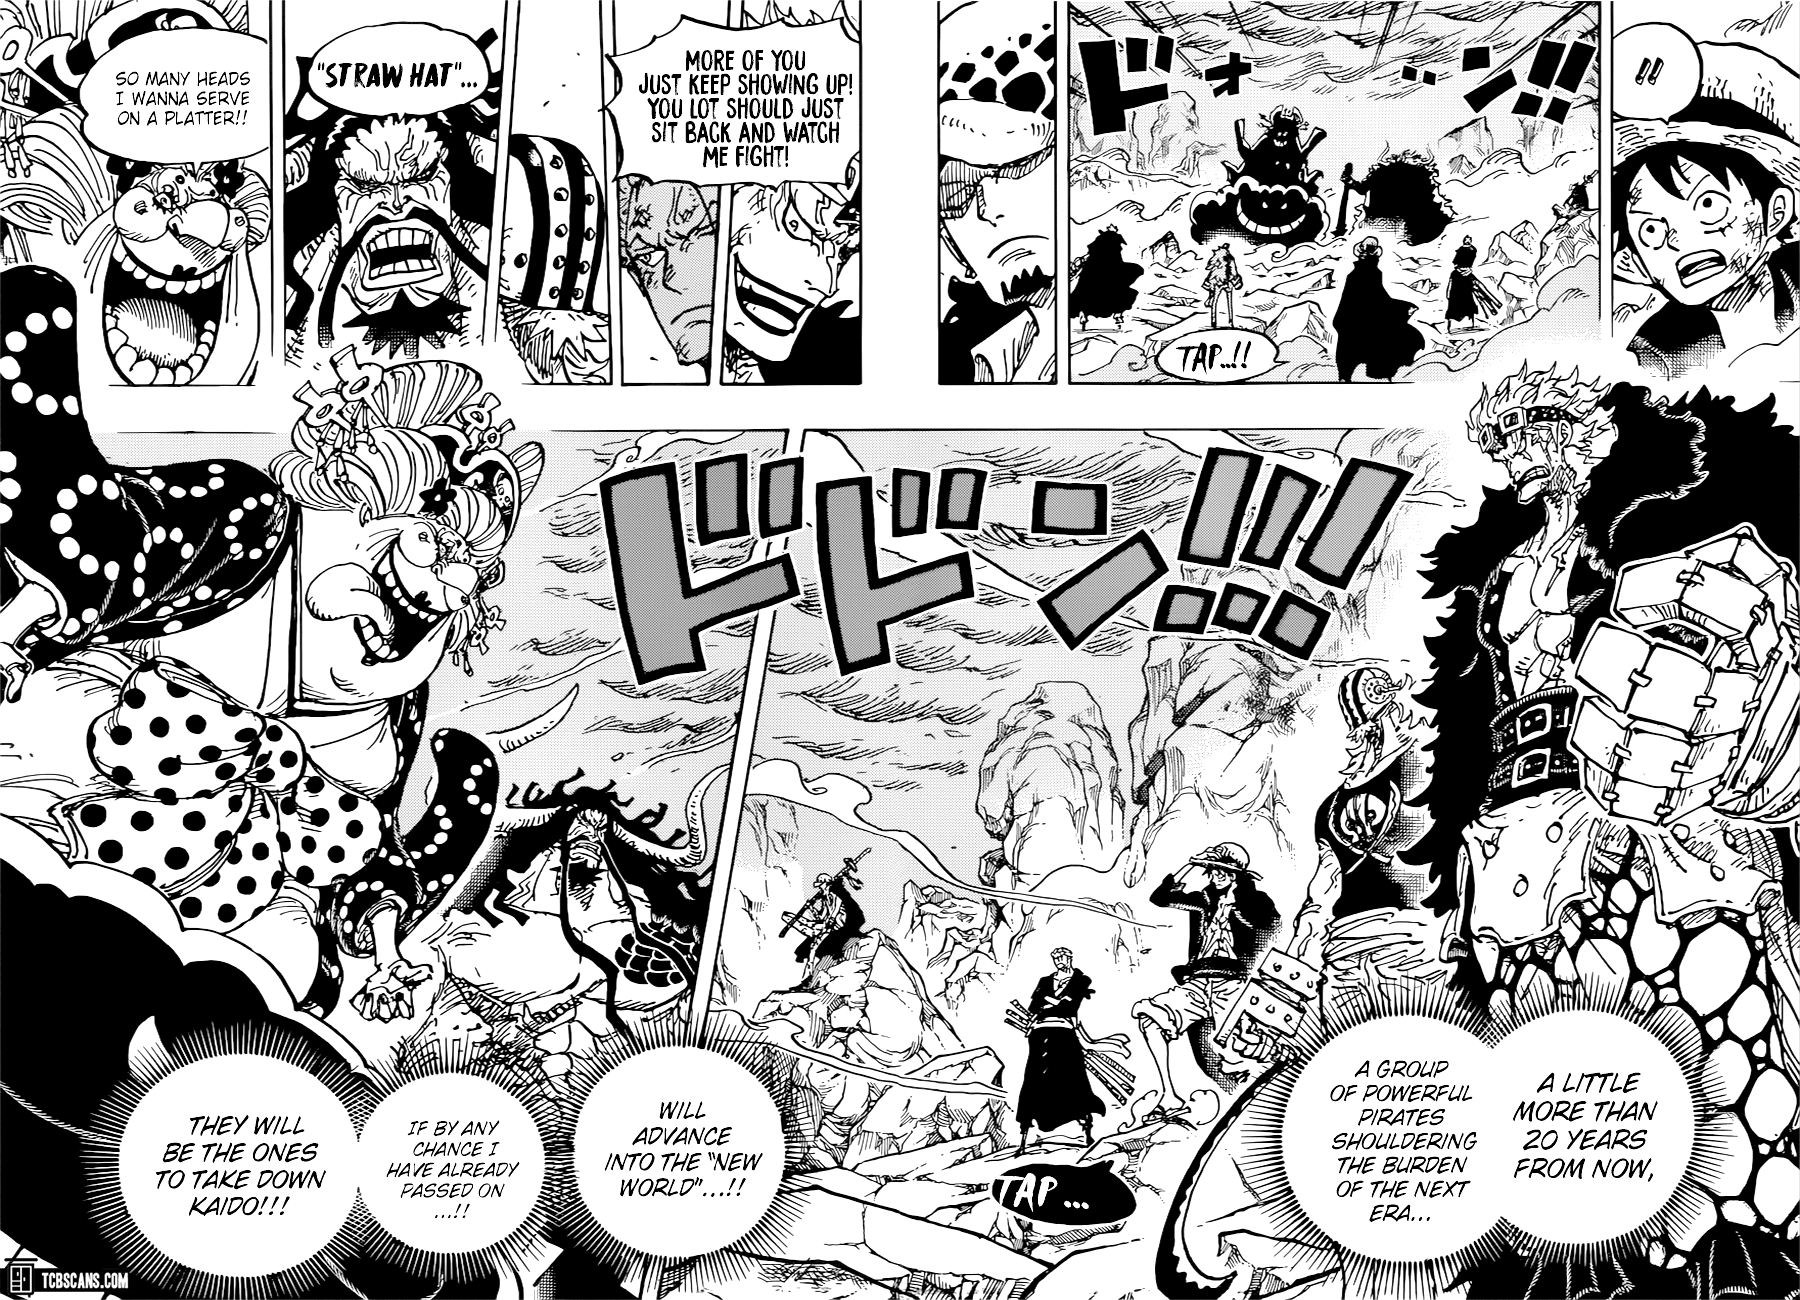 !!
ドォ…ン!!
TAP...!!
MORE OF YOU
JUST KEEP SHOWING UP!
YOU LOT SHOULD JUST
SIT BACK AND WATCH
ME FIGHT!
"STRAW HAT"...
SO MANY HEADS
I WANNA SERVE
ON A PLATTER!!
ドドン!!!
A LITTLE
MORE THAN
20 YEARS
FROM NOW,
A GROUP
OF POWERFUL
PIRATES
SHOULDERING
THE BURDEN
OF THE NEXT
ERA...
TAP...
WILL
ADVANCE
INTO THE "NEW
WORLD"...!!
IF BY ANY
CHANCE I
HAVE ALREADY
PASSED ON
...!!
THEY WILL
BE THE ONES
TO TAKE DOWN
KAIDO!!!
TCBSCANS.COM